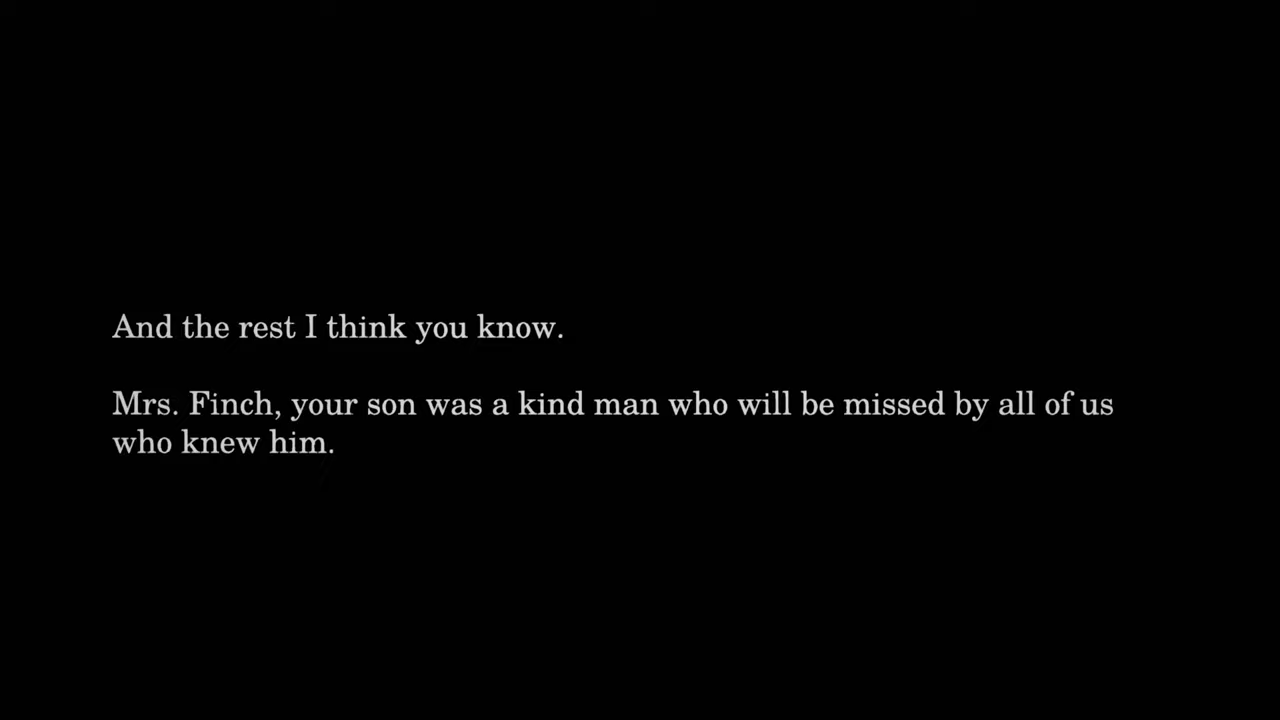 And the rest I think you know.
Mrs. Finch, your son was a kind man who will be missed by all of us
who knew him.